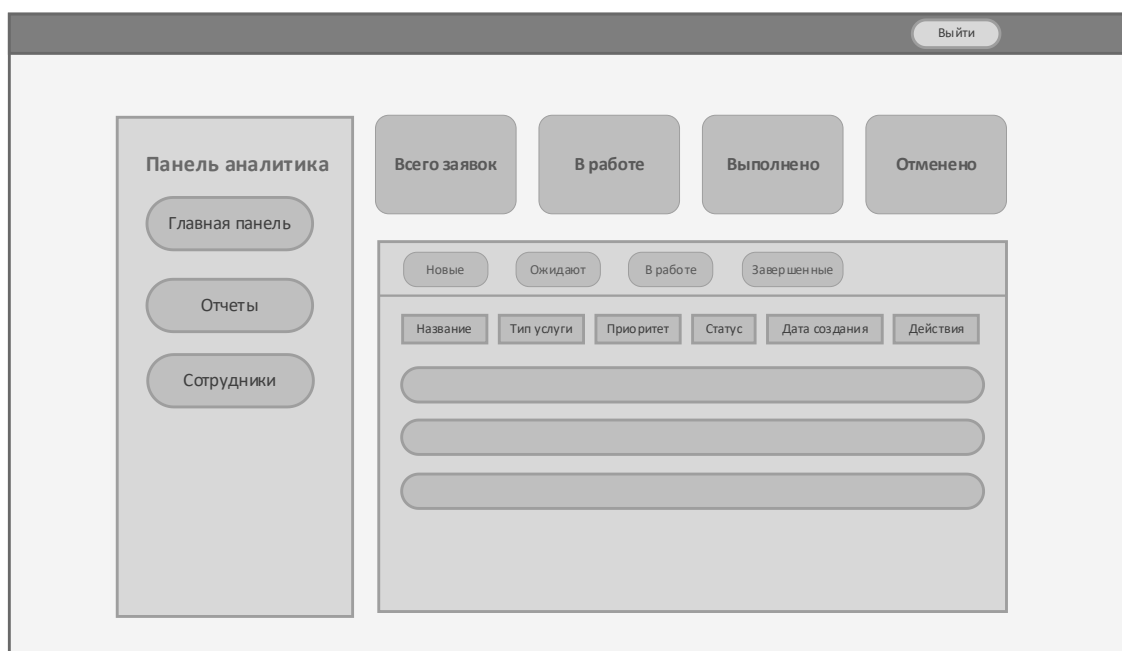 Выйти
Панель аналитика
Главная панель
Отчеты
Сотрудники
Всего заявок
В работе
Выполнено
Отменено
Новые
Ожидают
В работе
Завершенные
Название
Тип услуги
Приоритет
Статус
Дата создания
Действия